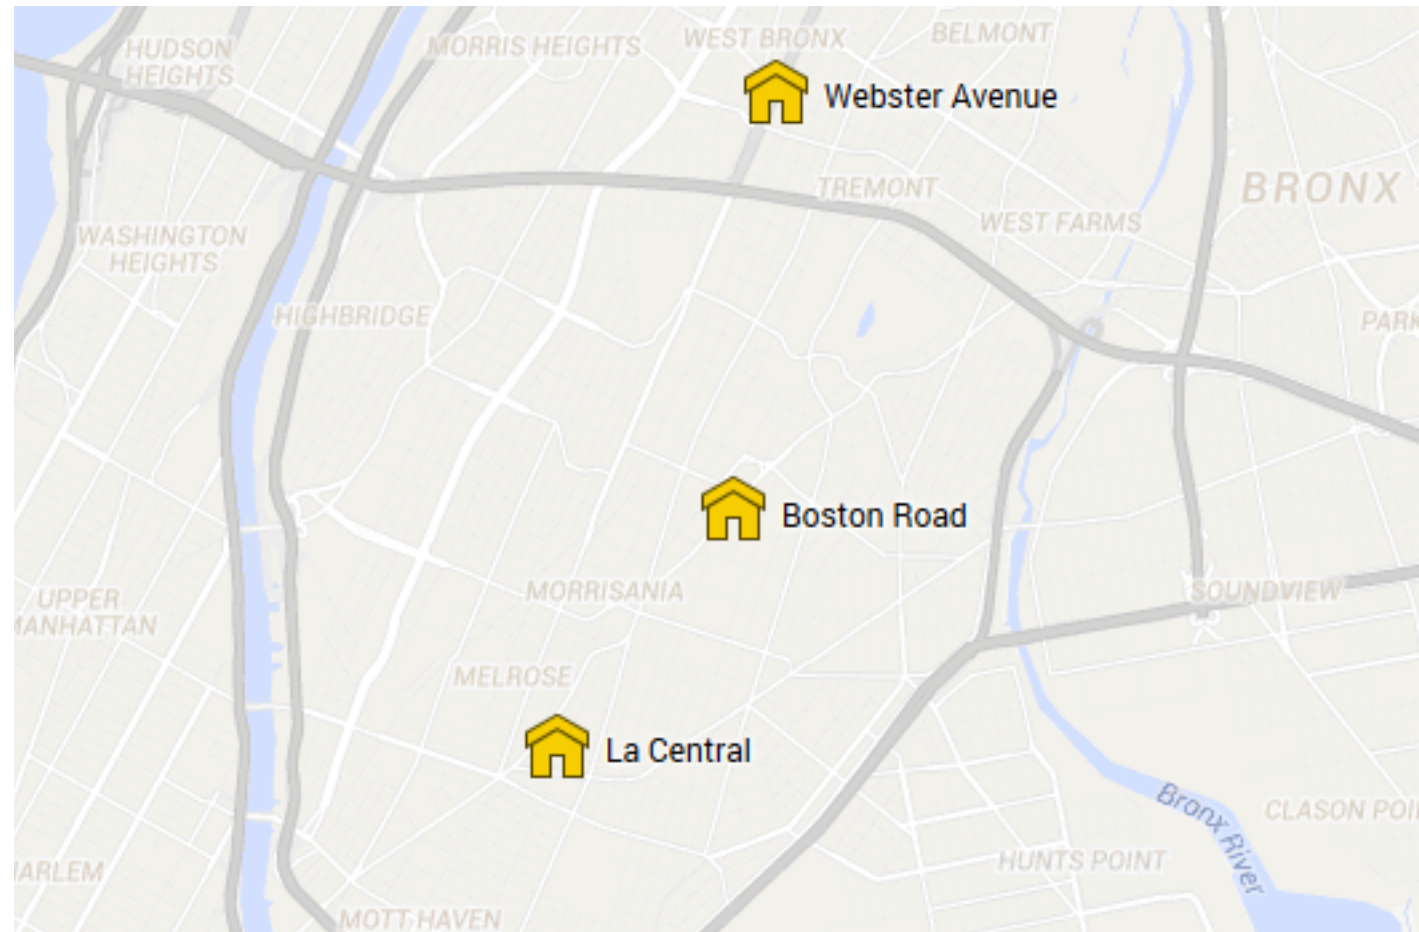 HUDSON
HEIGHTS
MORRIS HEIGHTS
WEST BRONX
BELMONT
Webster Avenue
TREMONT
BRONX
WEST FARMS
WASHINGTON
HEIGHTS
HIGHBRIDGE
PARK
Boston Road
MORRISANIA
SOUNDVIEW
UPPER
MANHATTAN
MELROSE
La Central
Bronx River
CLASON POI
HUNTS POINT
ARLEM
MOTT HAVEN